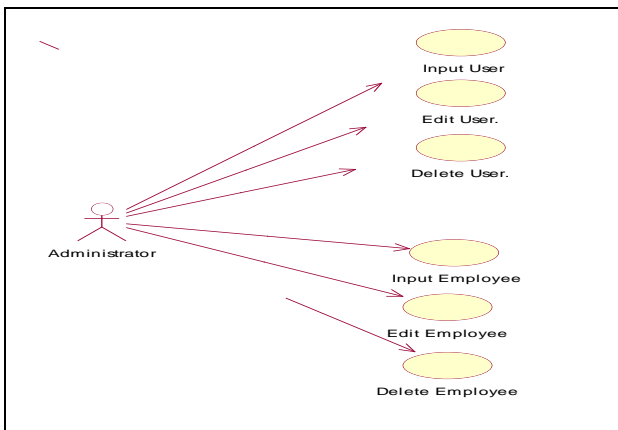 Input User
Edit User.
Delete User.
Administrator
Input Employee
Edit Employee
Delete Employee